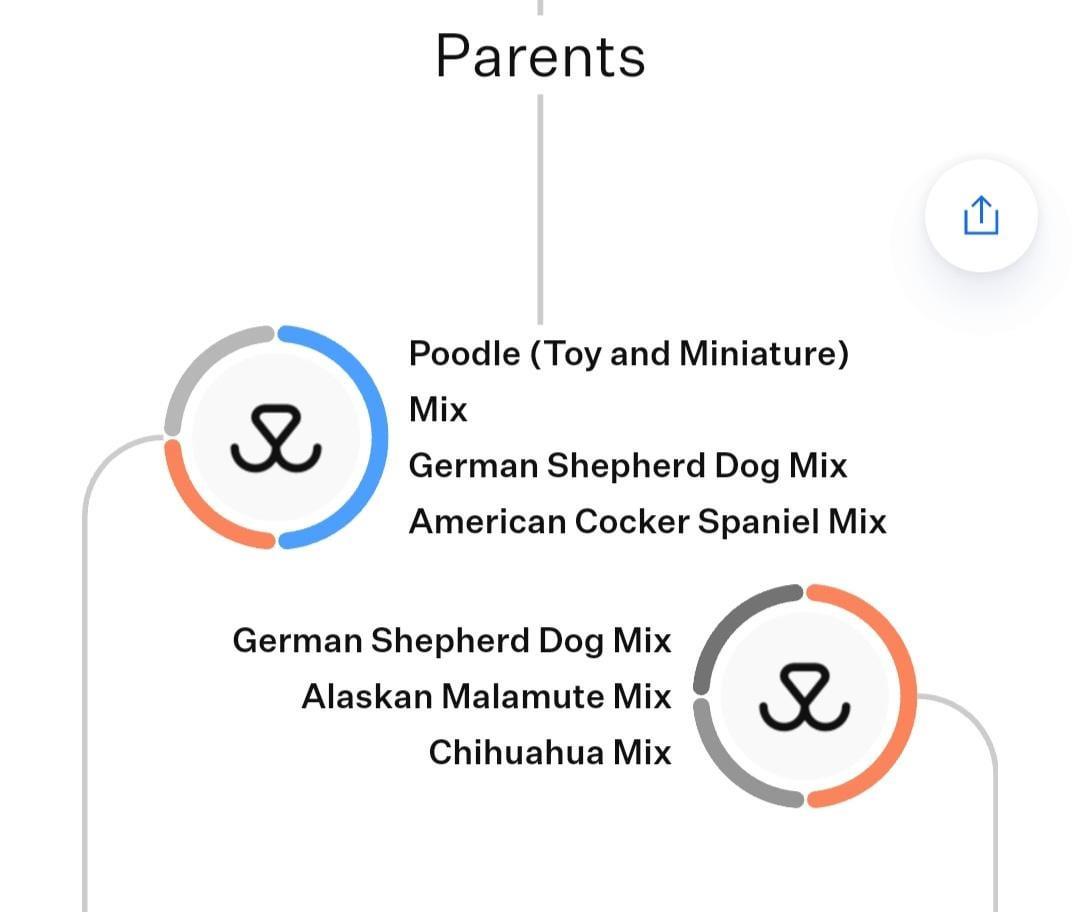 Parents
Poodle (Toy and Miniature)
Mix
German Shepherd Dog Mix
American Cocker Spaniel Mix
German Shepherd Dog Mix
Alaskan Malamute Mix
Chihuahua Mix